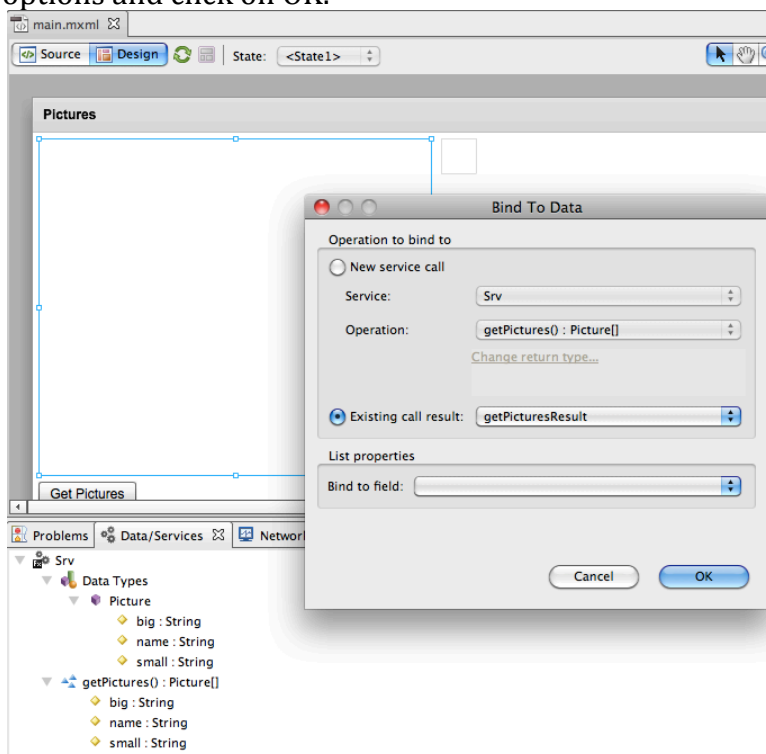 options and click on OK.
main.mxml
Source Design State: <State1>
Pictures
Bind To Data
Operation to bind to
New service call
Service: Srv
Operation: getPictures() : Picture[]
Change return type...
Existing call result: getPicturesResult
List properties
Bind to field:
Cancel OK
Get Pictures
Problems Data/Services Networ
Srv
Data Types
Picture
big : String
name : String
small : String
getPictures() : Picture[]
big : String
name : String
small : String